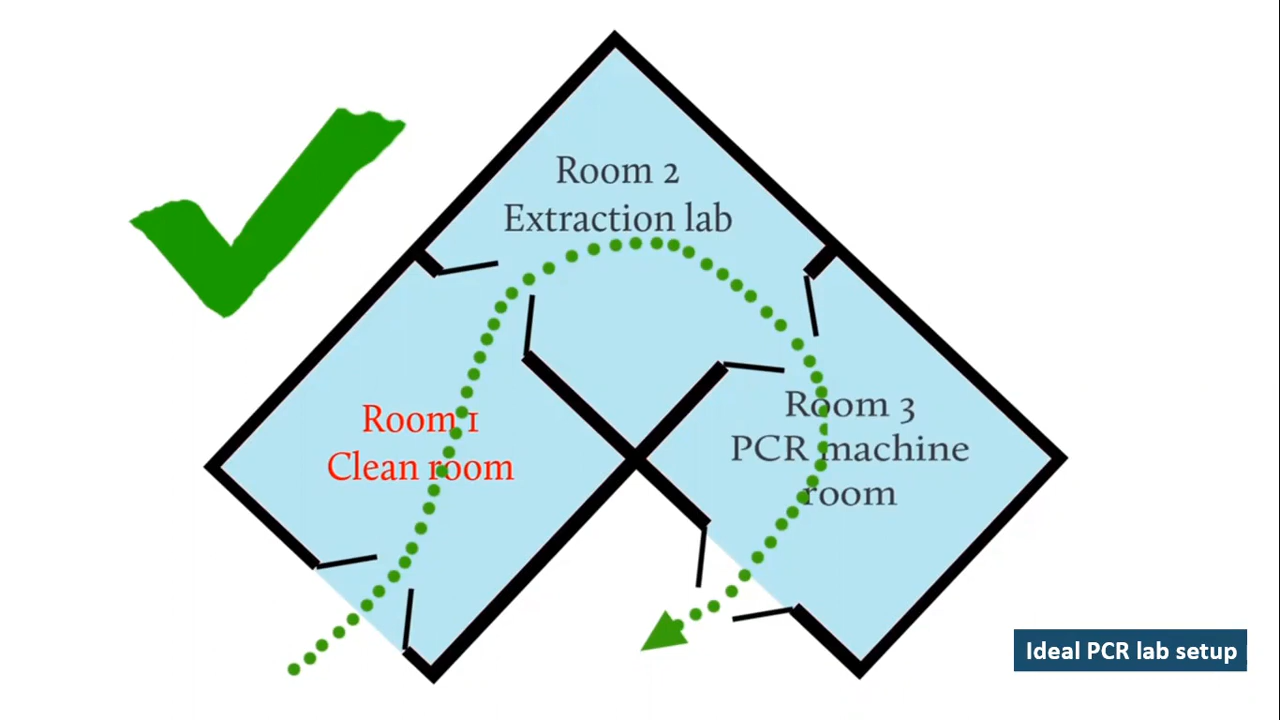 Room 2
Extraction lab
Room 1
Clean room
Room 3
PCR machine
room
Ideal PCR lab setup